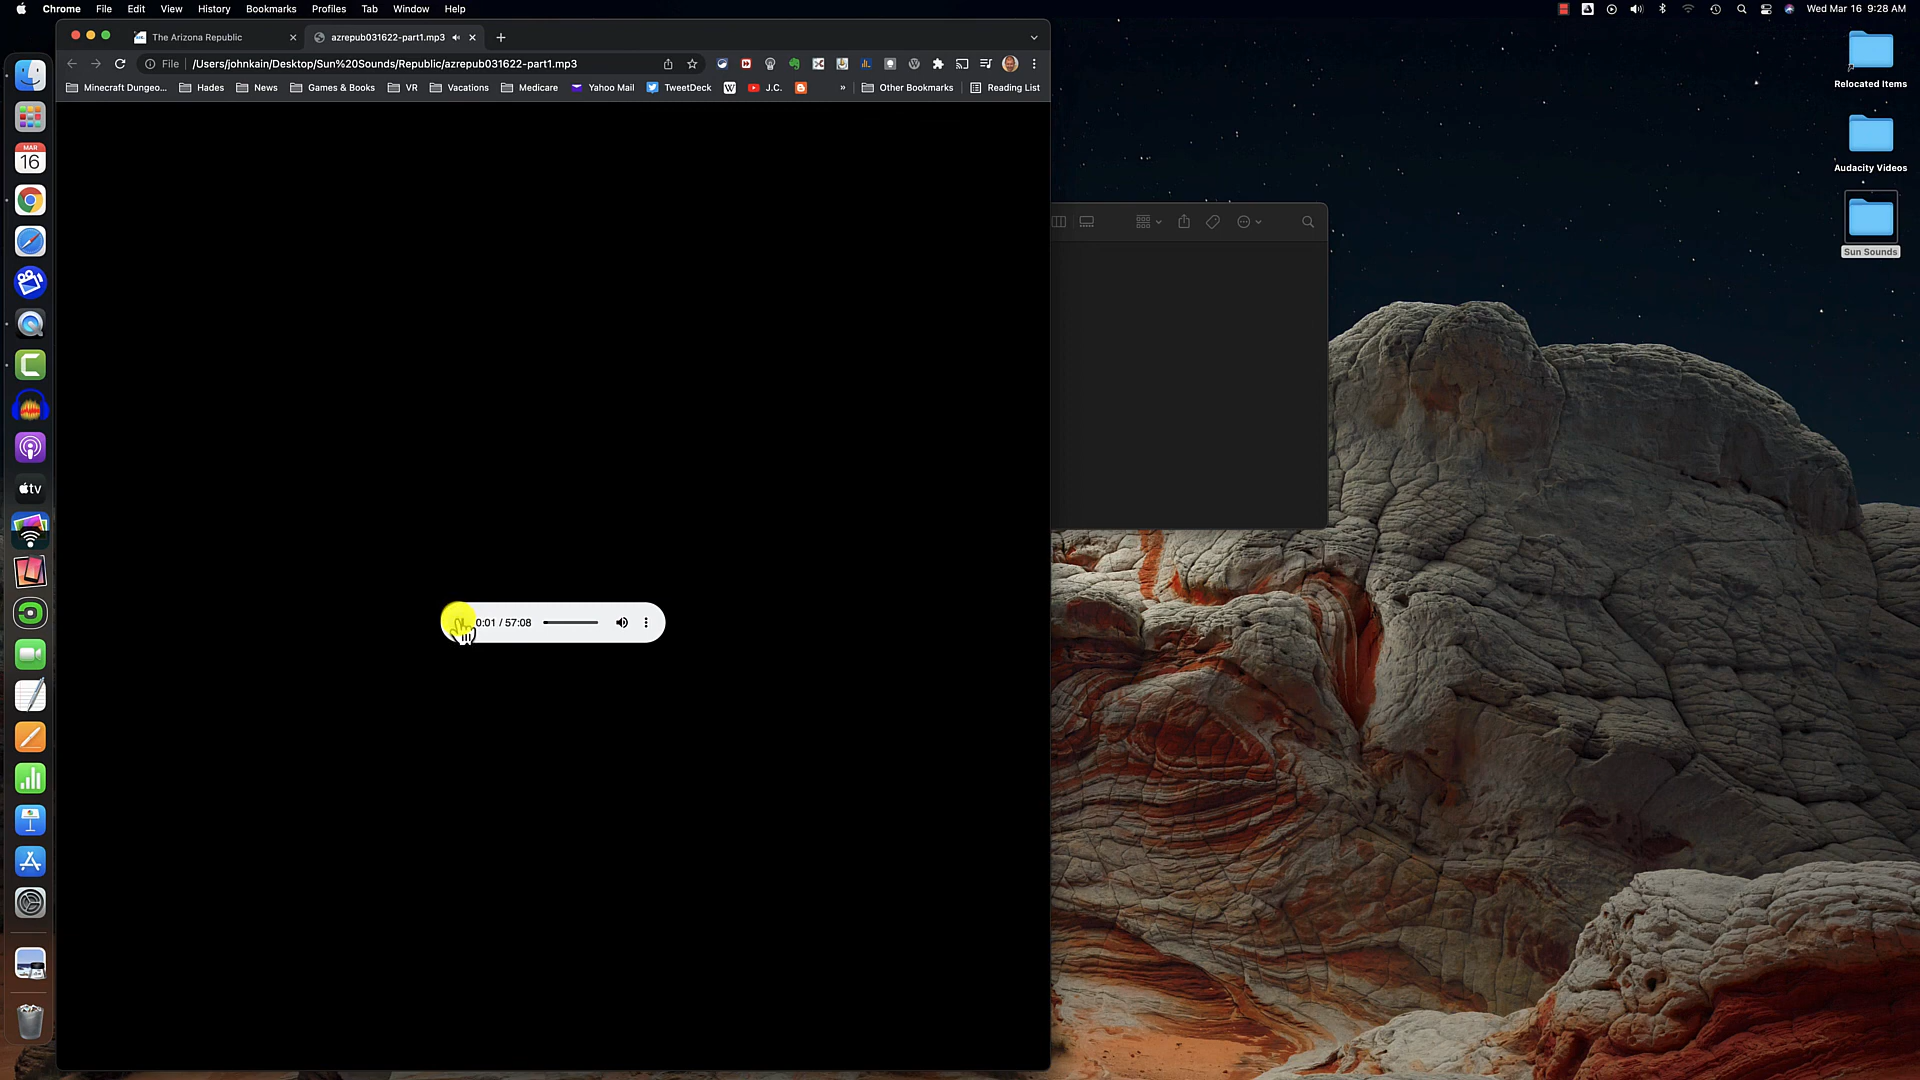 Chrome File Edit View History Bookmarks Profiles Tab Window Help Wed Mar 16 9:28 AM
The Arizona Republic azrepub031622-part1.mp3
File /Users/johnkain/Desktop/Sun%20Sounds/Republic/azrepub031622-part1.mp3
Minecraft Dungeo... Hades News Games & Books VR Vacations Medicare Yahoo Mail TweetDeck J.C. » Other Bookmarks Reading List
Relocated Items
Audacity Videos
Sun Sounds
MAR
16
tv
0:01 / 57:08